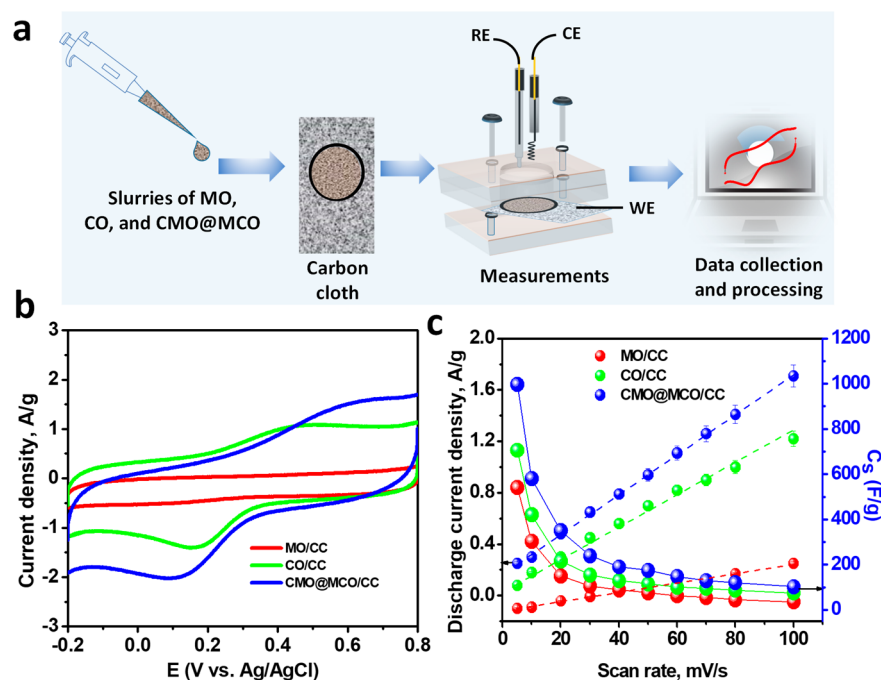 a
RE
CE
Slurries of MO,
CO, and CMO@MCO
Carbon
cloth
WE
Measurements
Data collection
and processing
b
3
2
1
0
-1
-2
-3
Current density, A/g
MO/CC
CO/CC
CMO@MCO/CC
-0.2
0.0
0.2
0.4
0.6
0.8
E (V vs. Ag/AgCl)
c
2.0
1.6
1.2
0.8
0.4
0.0
Discharge current density, A/g
MO/CC
CO/CC
CMO@MCO/CC
1200
1000
800
600
400
200
0
Cs (F/g)
0
20
40
60
80
100
Scan rate, mV/s